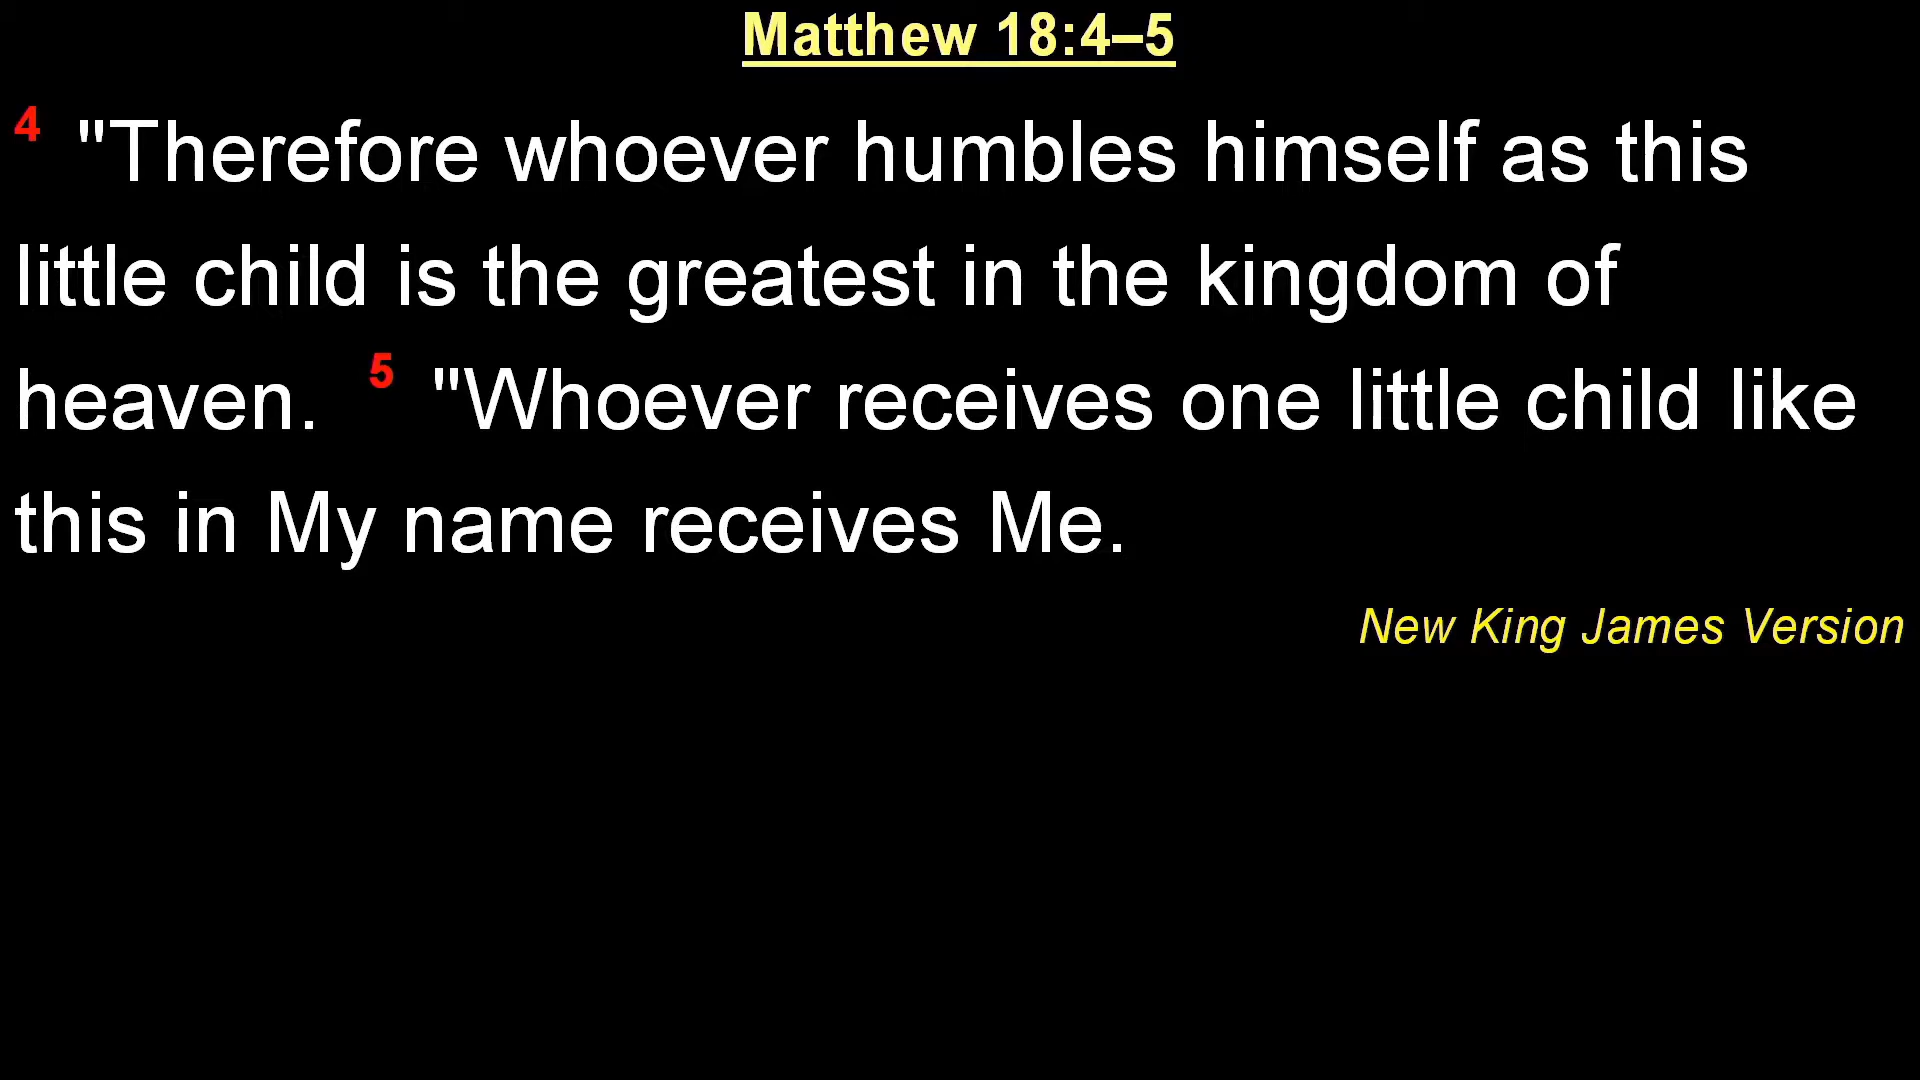 Matthew 18:4–5
4 "Therefore whoever humbles himself as this
little child is the greatest in the kingdom of
heaven. 5 "Whoever receives one little child like
this in My name receives Me.
New King James Version